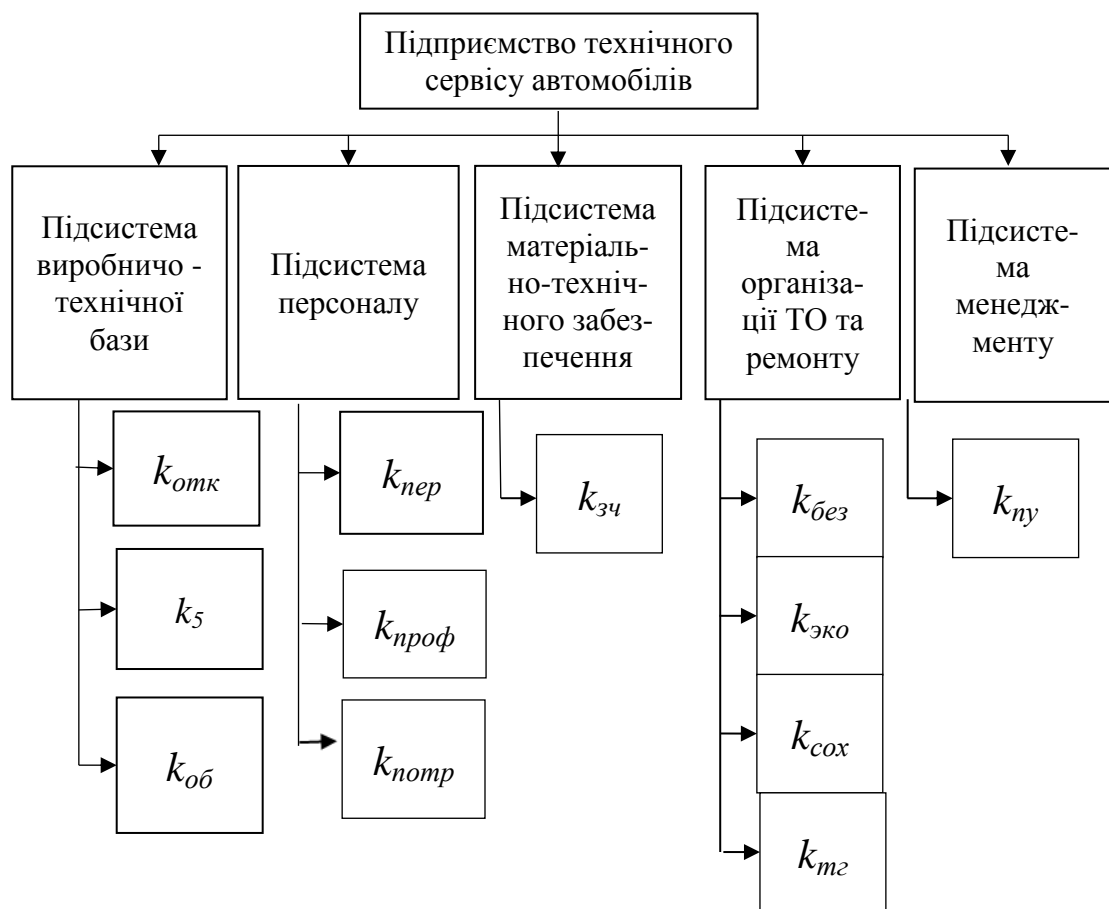 Підприємство технічного
сервісу автомобілів
Підсистема
виробничо -
технічної
бази
Підсистема
персоналу
Підсистема
матеріаль-
но-техніч-
ного забез-
печення
Підсисте-
ма
організа-
ції ТО та
ремонту
Підсисте-
ма
менедж-
менту
kотк
k5
kоб
kпер
kпроф
kпотр
kзч
kбез
kэко
kсох
kтг
kпу